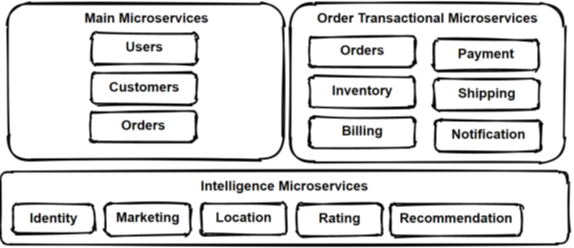 Main Microservices
Users
Customers
Orders
Order Transactional Microservices
Orders
Payment
Inventory
Shipping
Billing
Notification
Intelligence Microservices
Identity
Marketing
Location
Rating
Recommendation